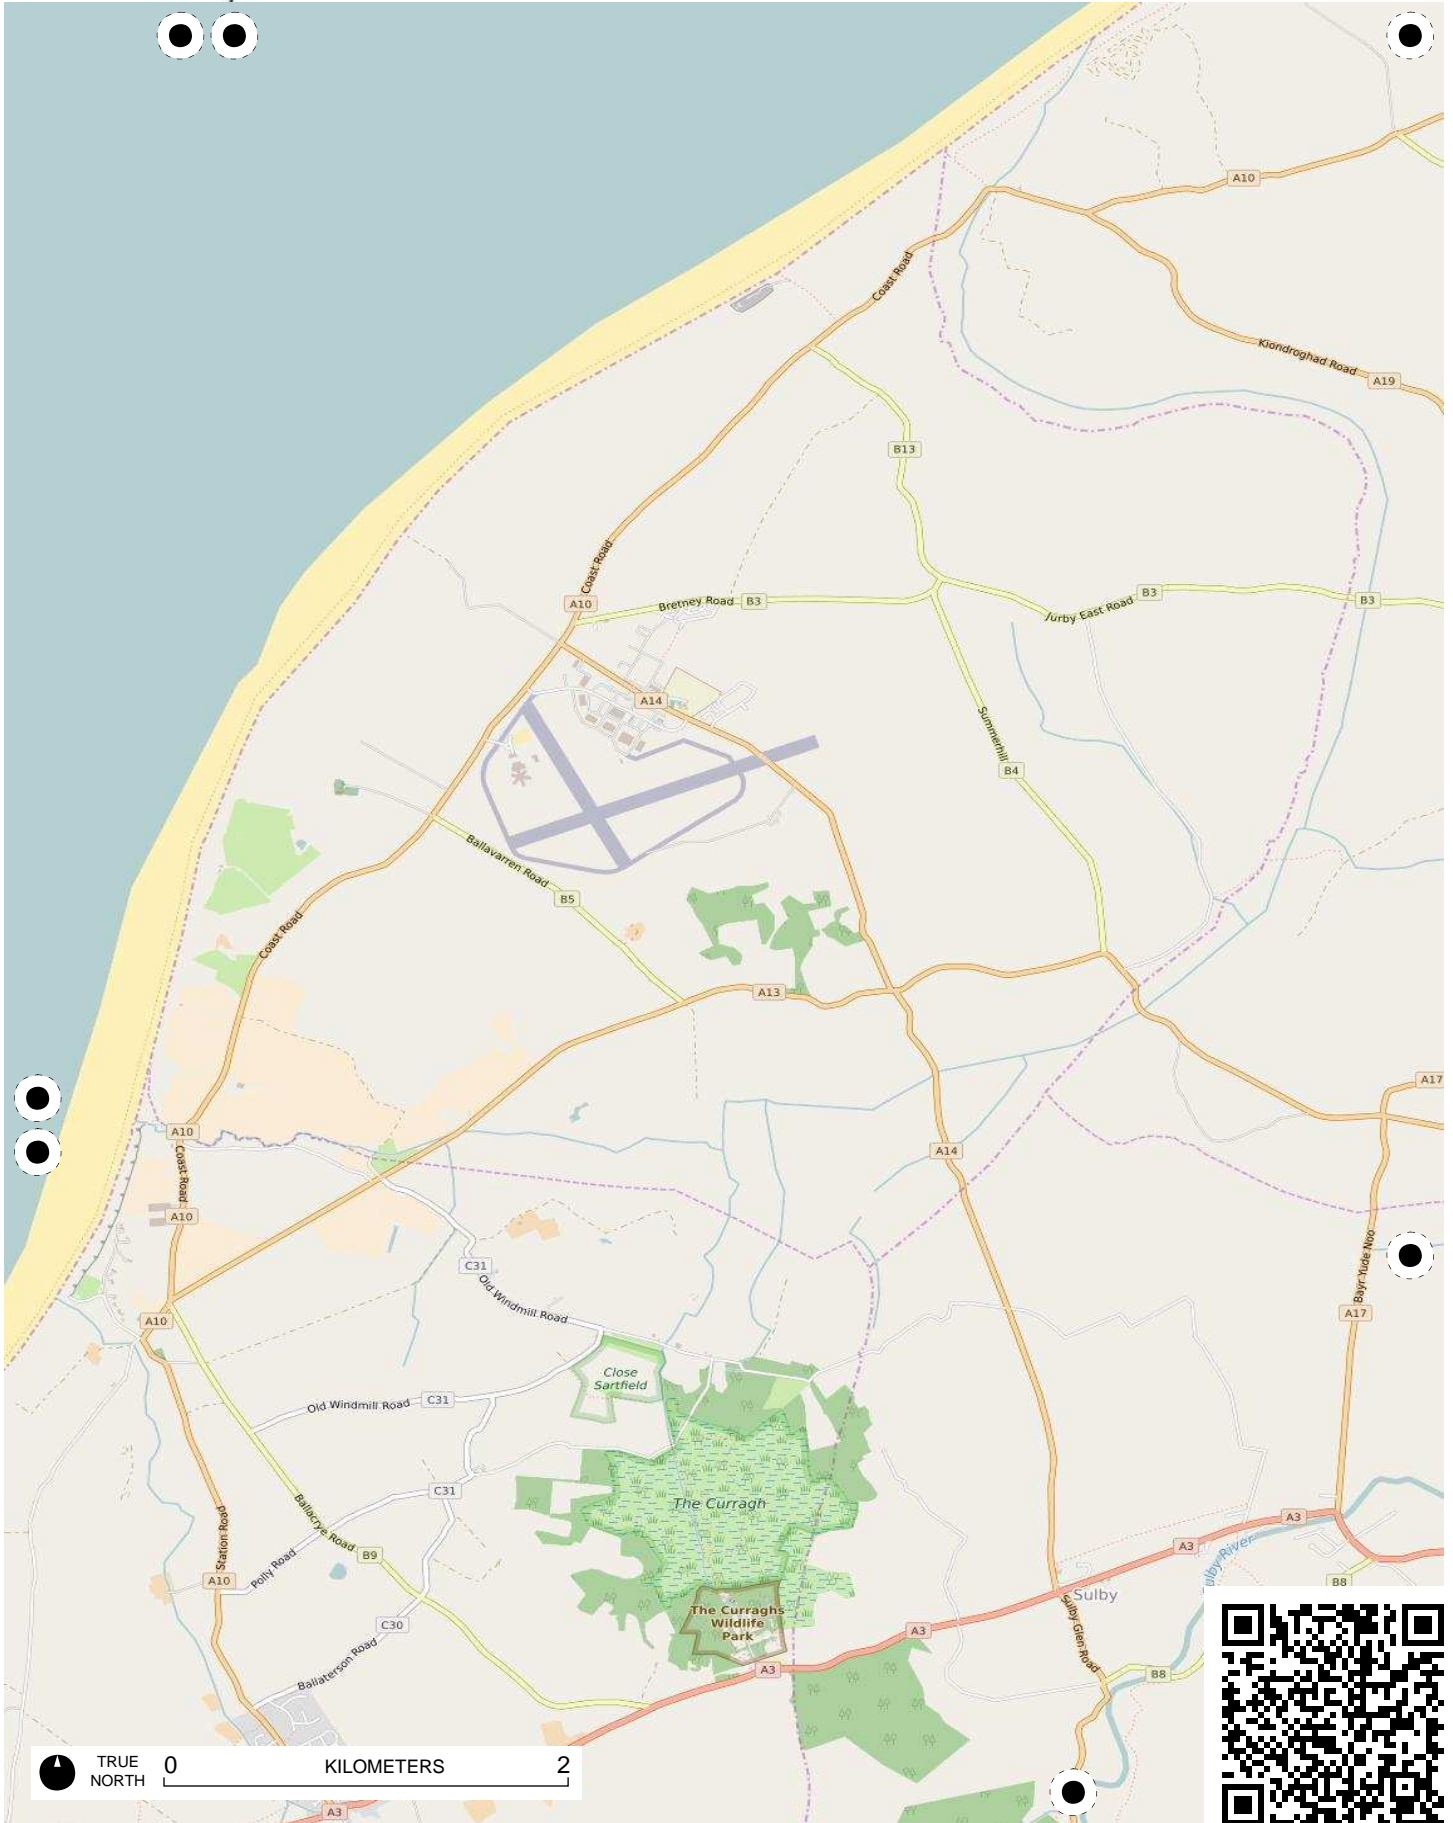 A10
Coast Road
Kiondroghad Road
A19
B13
Coast Road
A10
Bretney Road
B3
Jurby East Road
B3
B3
A14
Summerhill
B4
Ballavarren Road
B5
Coast Road
A13
A17
A10
Coast Road
A14
A10
Bayr Yude Noo
C31
Old Windmill Road
A17
A10
Close
Sartfield
Old Windmill Road
C31
C31
The Curragh
Station Road
Ballacrye Road
A3
A3
B9
Polly Road
ulby River
A10
B8
Sulby
The Curraghs
Wildlife
Park
Sulby Glen Road
C30
A3
Ballaterson Road
A3
B8
TRUE
NORTH
0 KILOMETERS 2
A3